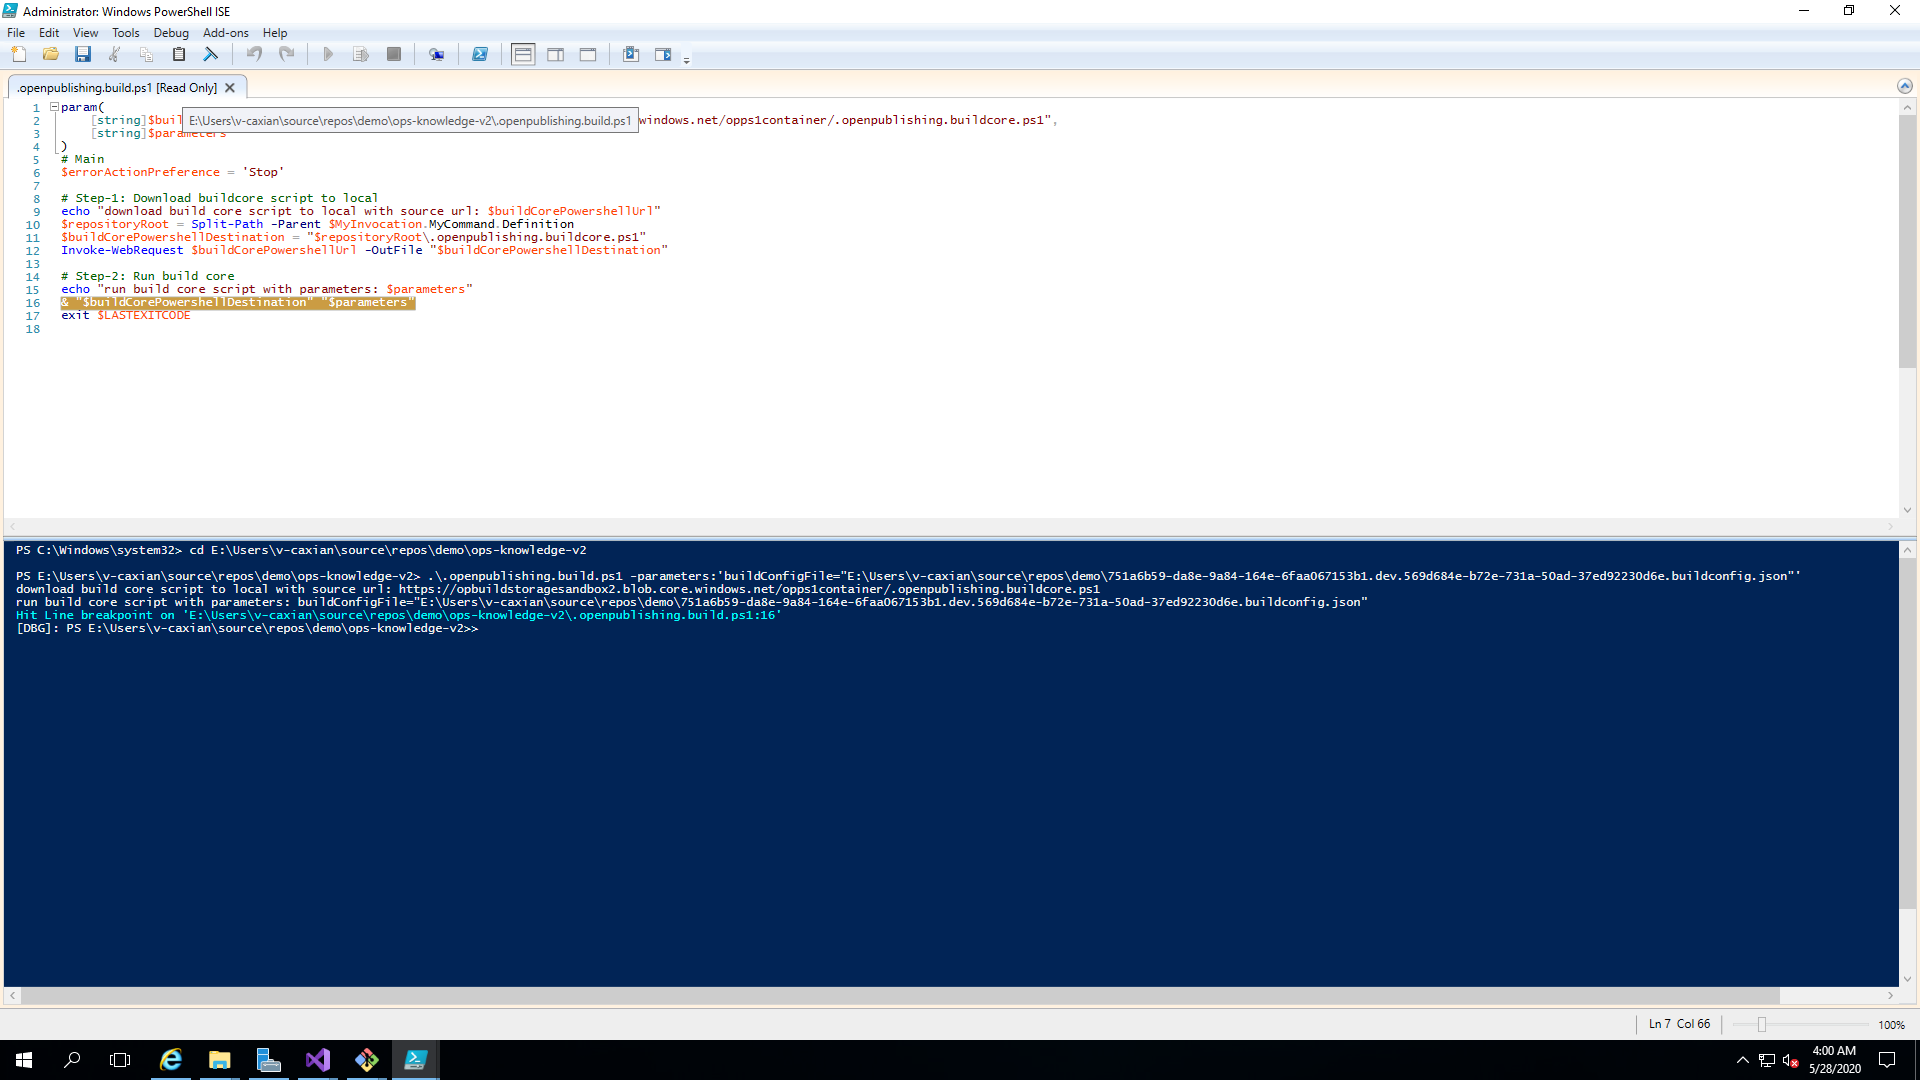 Administrator: Windows PowerShell ISE
File Edit View Tools Debug Add-ons Help
.openpublishing.build.ps1 [Read Only]
1 param(
2 [string]$buil windows.net/opps1container/.openpublishing.buildcore.ps1",
E:\Users\v-caxian\source\repos\demo\ops-knowledge-v2\.openpublishing.build.ps1
3 [string]$parameters
4 )
5 # Main
6 $errorActionPreference = 'Stop'
7
8 # Step-1: Download buildcore script to local
9 echo "download build core script to local with source url: $buildCorePowershellUrl"
10 $repositoryRoot = Split-Path -Parent $MyInvocation.MyCommand.Definition
11 $buildCorePowershellDestination = "$repositoryRoot\.openpublishing.buildcore.ps1"
12 Invoke-WebRequest $buildCorePowershellUrl -OutFile "$buildCorePowershellDestination"
13
14 # Step-2: Run build core
15 echo "run build core script with parameters: $parameters"
16 & "$buildCorePowershellDestination" "$parameters"
17 exit $LASTEXITCODE
18
PS C:\Windows\system32> cd E:\Users\v-caxian\source\repos\demo\ops-knowledge-v2
PS E:\Users\v-caxian\source\repos\demo\ops-knowledge-v2> .\.openpublishing.build.ps1 -parameters:'buildConfigFile="E:\Users\v-caxian\source\repos\demo\751a6b59-da8e-9a84-164e-6faa067153b1.dev.569d684e-b72e-731a-50ad-37ed92230d6e.buildconfig.json"'
download build core script to local with source url: https://opbuildstoragesandbox2.blob.core.windows.net/opps1container/.openpublishing.buildcore.ps1
run build core script with parameters: buildConfigFile="E:\Users\v-caxian\source\repos\demo\751a6b59-da8e-9a84-164e-6faa067153b1.dev.569d684e-b72e-731a-50ad-37ed92230d6e.buildconfig.json"
Hit Line breakpoint on 'E:\Users\v-caxian\source\repos\demo\ops-knowledge-v2\.openpublishing.build.ps1:16'
[DBG]: PS E:\Users\v-caxian\source\repos\demo\ops-knowledge-v2>>
Ln 7 Col 66
100%
4:00 AM
5/28/2020